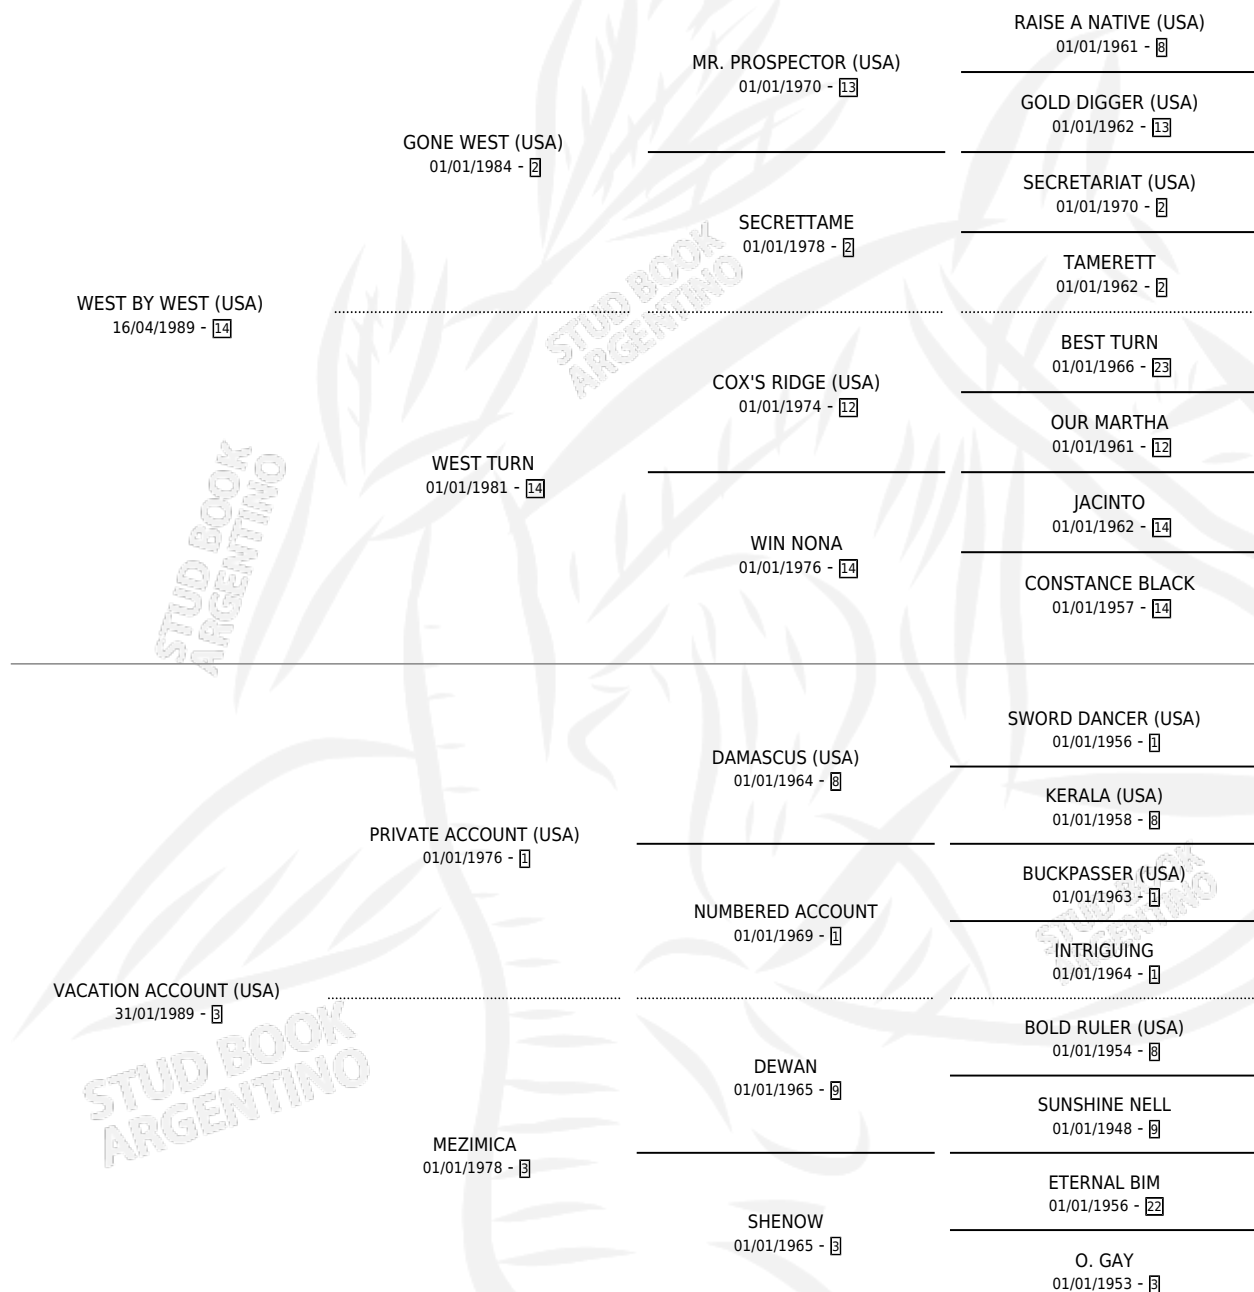 RAISE A NATIVE (USA)
01/01/1961 - 8
MR. PROSPECTOR (USA)
01/01/1970 - 13
GOLD DIGGER (USA)
01/01/1962 - 13
GONE WEST (USA)
01/01/1984 - 2
SECRETARIAT (USA)
01/01/1970 - 2
SECRETTAME
01/01/1978 - 2
TAMERETT
01/01/1962 - 2
WEST BY WEST (USA)
16/04/1989 - 14
BEST TURN
01/01/1966 - 23
COX'S RIDGE (USA)
01/01/1974 - 12
OUR MARTHA
01/01/1961 - 12
WEST TURN
01/01/1981 - 14
JACINTO
01/01/1962 - 14
WIN NONA
01/01/1976 - 14
CONSTANCE BLACK
01/01/1957 - 14
SWORD DANCER (USA)
01/01/1956 - 1
DAMASCUS (USA)
01/01/1964 - 8
KERALA (USA)
01/01/1958 - 8
PRIVATE ACCOUNT (USA)
01/01/1976 - 1
BUCKPASSER (USA)
01/01/1963 - 1
NUMBERED ACCOUNT
01/01/1969 - 1
INTRIGUING
01/01/1964 - 1
VACATION ACCOUNT (USA)
31/01/1989 - 3
BOLD RULER (USA)
01/01/1954 - 8
DEWAN
01/01/1965 - 9
SUNSHINE NELL
01/01/1948 - 9
MEZIMICA
01/01/1978 - 3
ETERNAL BIM
01/01/1956 - 22
SHENOW
01/01/1965 - 3
O. GAY
01/01/1953 - 3
STUD BOOK
ARGENTINO
STUD BOOK
ARGENTINO
STUD BOOK
ARGENTINO
STUD BOOK
ARGENTINO